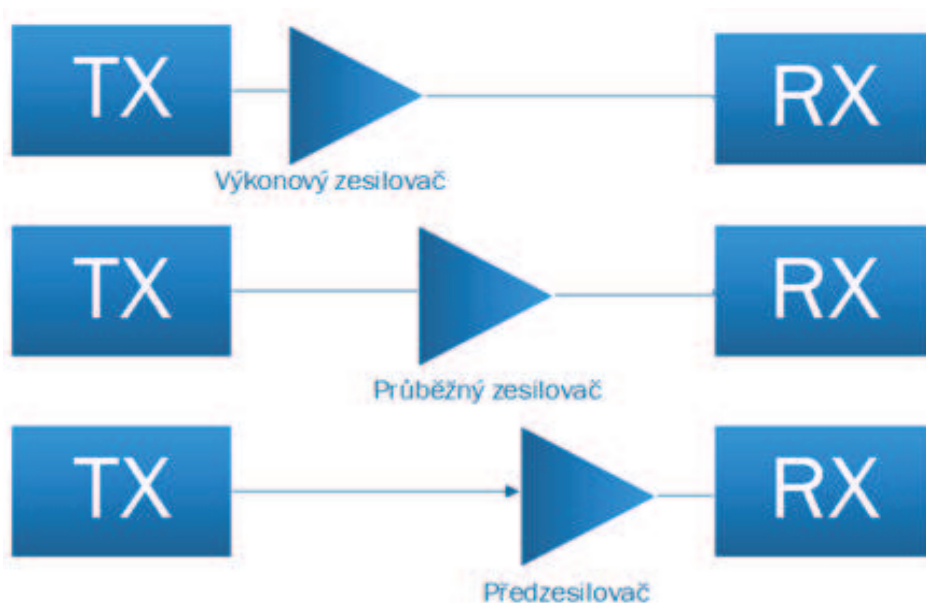 TX
RX
Výkonový zesilovač
TX
RX
Průběžný zesilovač
TX
RX
Předzesilovač